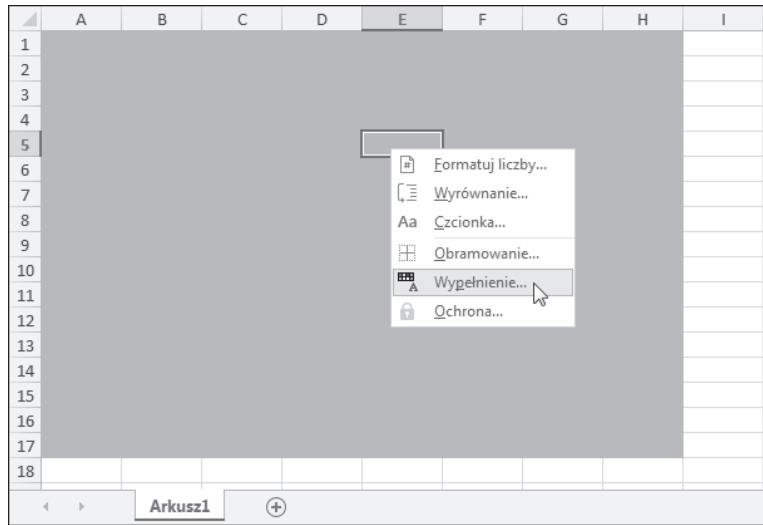 A B C D E F G H I
1
2
3
4
5
6
Formatuj liczby...
7
Wyrównanie...
8
Aa Czcionka...
9
Obramowanie...
10
11
Wypełnienie...
12
Ochrona...
13
14
15
16
17
18
Arkusz1